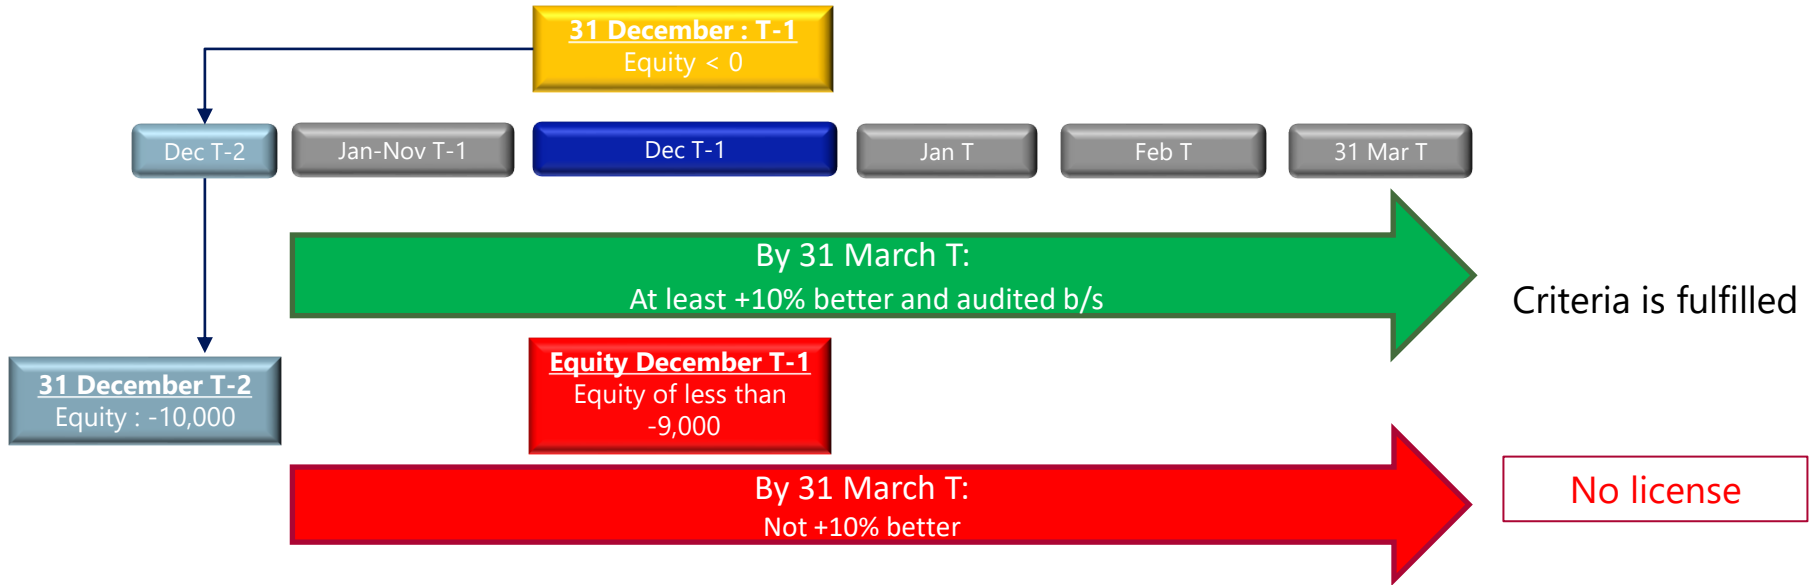 31 December : T-1
Equity < 0
Dec T-2
Jan-Nov T-1
Dec T-1
Jan T
Feb T
31 Mar T
By 31 March T:
At least +10% better and audited b/s
Criteria is fulfilled
31 December T-2
Equity : -10,000
Equity December T-1
Equity of less than
-9,000
By 31 March T:
Not +10% better
No license